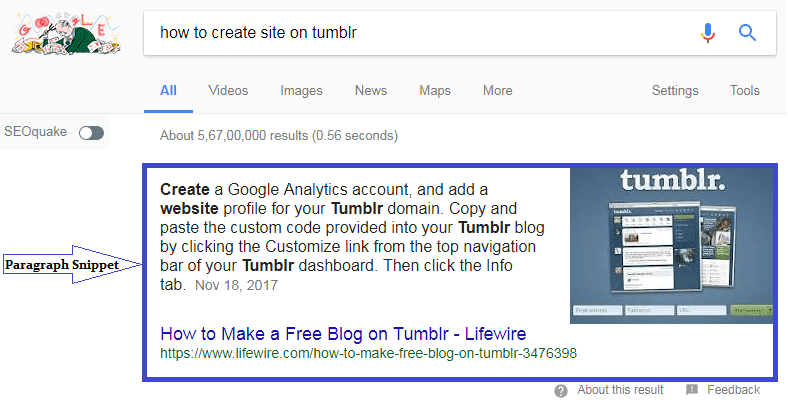 GOOGLE
how to create site on tumblr
All Videos Images News Maps More Settings Tools
SEOquake
About 5,67,00,000 results (0.56 seconds)
Create a Google Analytics account, and add a
website profile for your Tumblr domain. Copy and
paste the custom code provided into your Tumblr blog
by clicking the Customize link from the top navigation
bar of your Tumblr dashboard. Then click the Info
tab. Nov 18, 2017
tumblr.
Paragraph Snippet
How to Make a Free Blog on Tumblr - Lifewire
https://www.lifewire.com/how-to-make-free-blog-on-tumblr-3476398
About this result Feedback